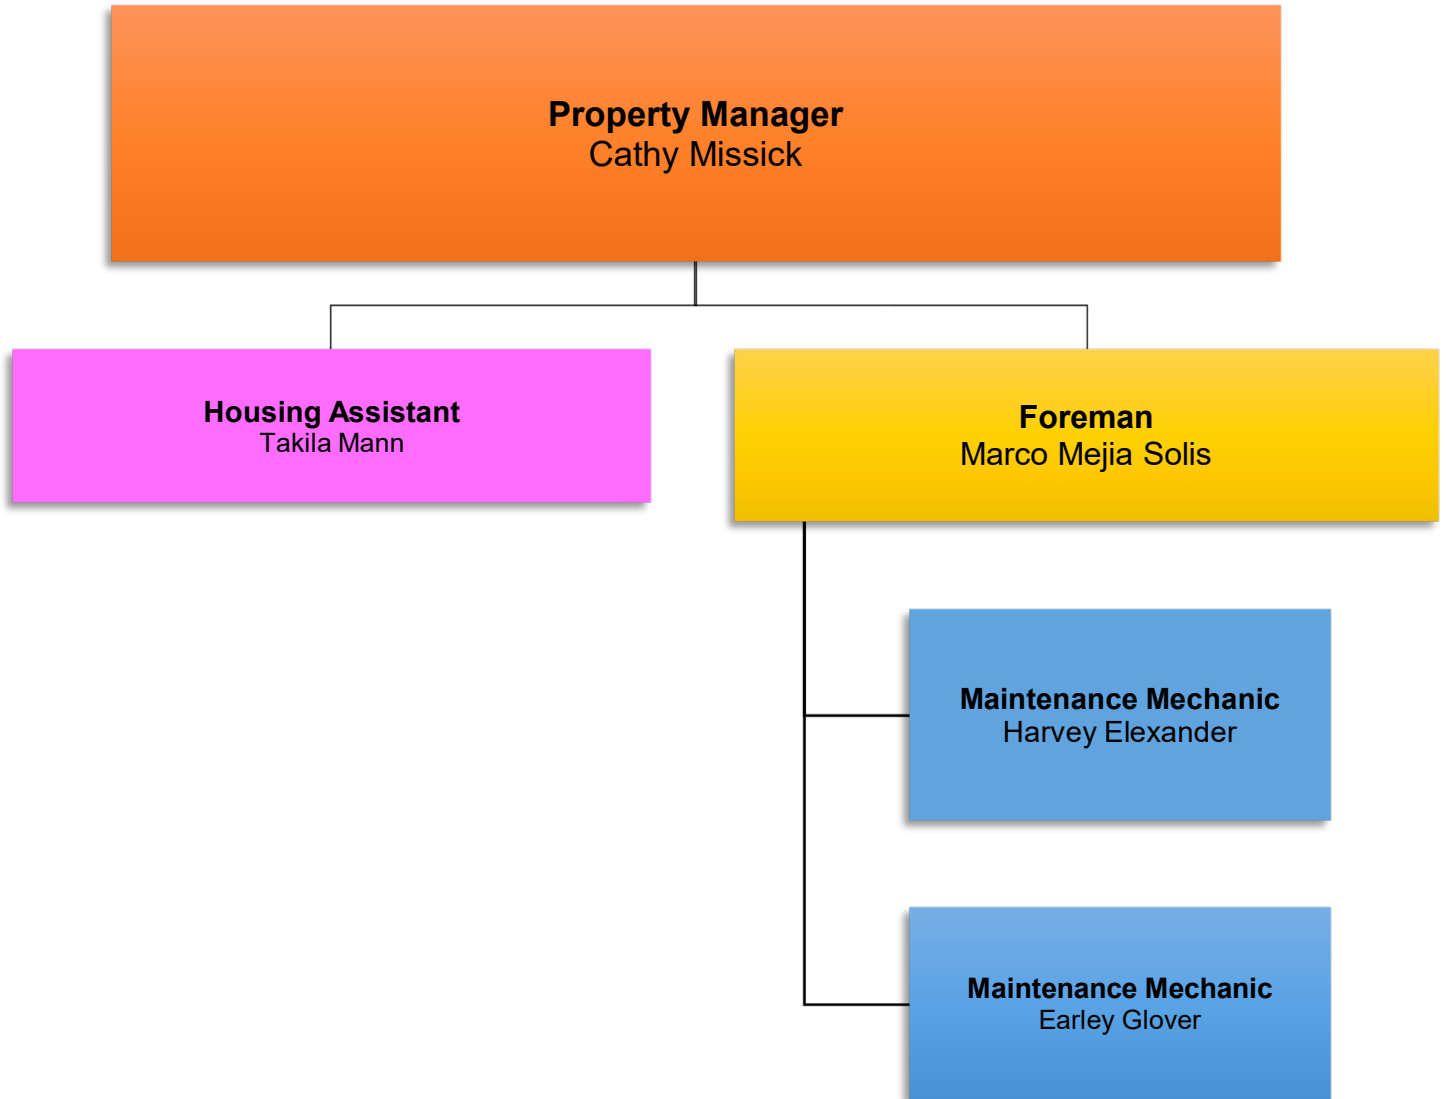 Property Manager
Cathy Missick
Housing Assistant
Takila Mann
Foreman
Marco Mejia Solis
Maintenance Mechanic
Harvey Elexander
Maintenance Mechanic
Earley Glover